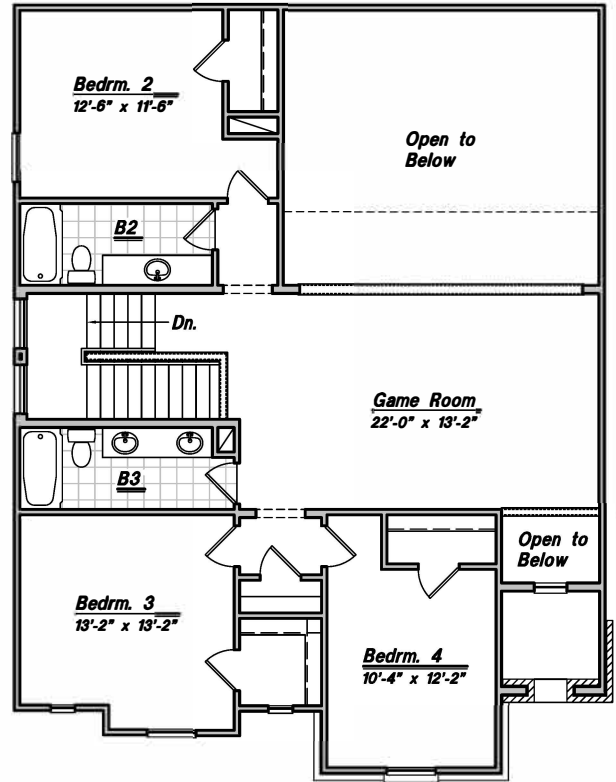 Bedrm. 2
12'-6" x 11'-6"
Open to
Below
B2
Dn.
Game Room
22'-0" x 13'-2"
B3
Open to
Below
Bedrm. 3
13'-2" x 13'-2"
Bedrm. 4
10'-4" x 12'-2"